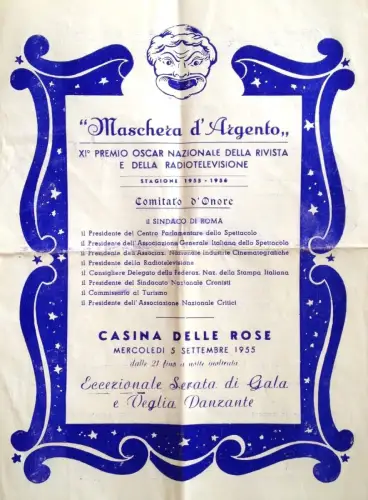 "Maschera d'Argento„
XI° PREMIO OSCAR NAZIONALE DELLA RIVISTA
E DELLA RADIOTELEVISIONE
STAGIONE 1955 - 1956
Comitato d'Onore
il SINDACO DI ROMA
il Presidente del Centro Parlamentare dello Spettacolo
il Presidente dell'Associazione Generale Italiana dello Spettacolo
il Presidente dell'Associaz. Nazionale Industrie Cinematografiche
il Presidente della Radiotelevisione
il Consigliere Delegato della Federaz. Naz. della Stampa Italiana
il Presidente del Sindacato Nazionale Cronisti
il Commissario al Turismo
il Presidente dell'Associazione Nazionale Critici
CASINA DELLE ROSE
MERCOLEDI 5 SETTEMBRE 1955
dalle 21 fino a notte inoltrata
Eccezionale Serata di Gala
e Veglia Danzante